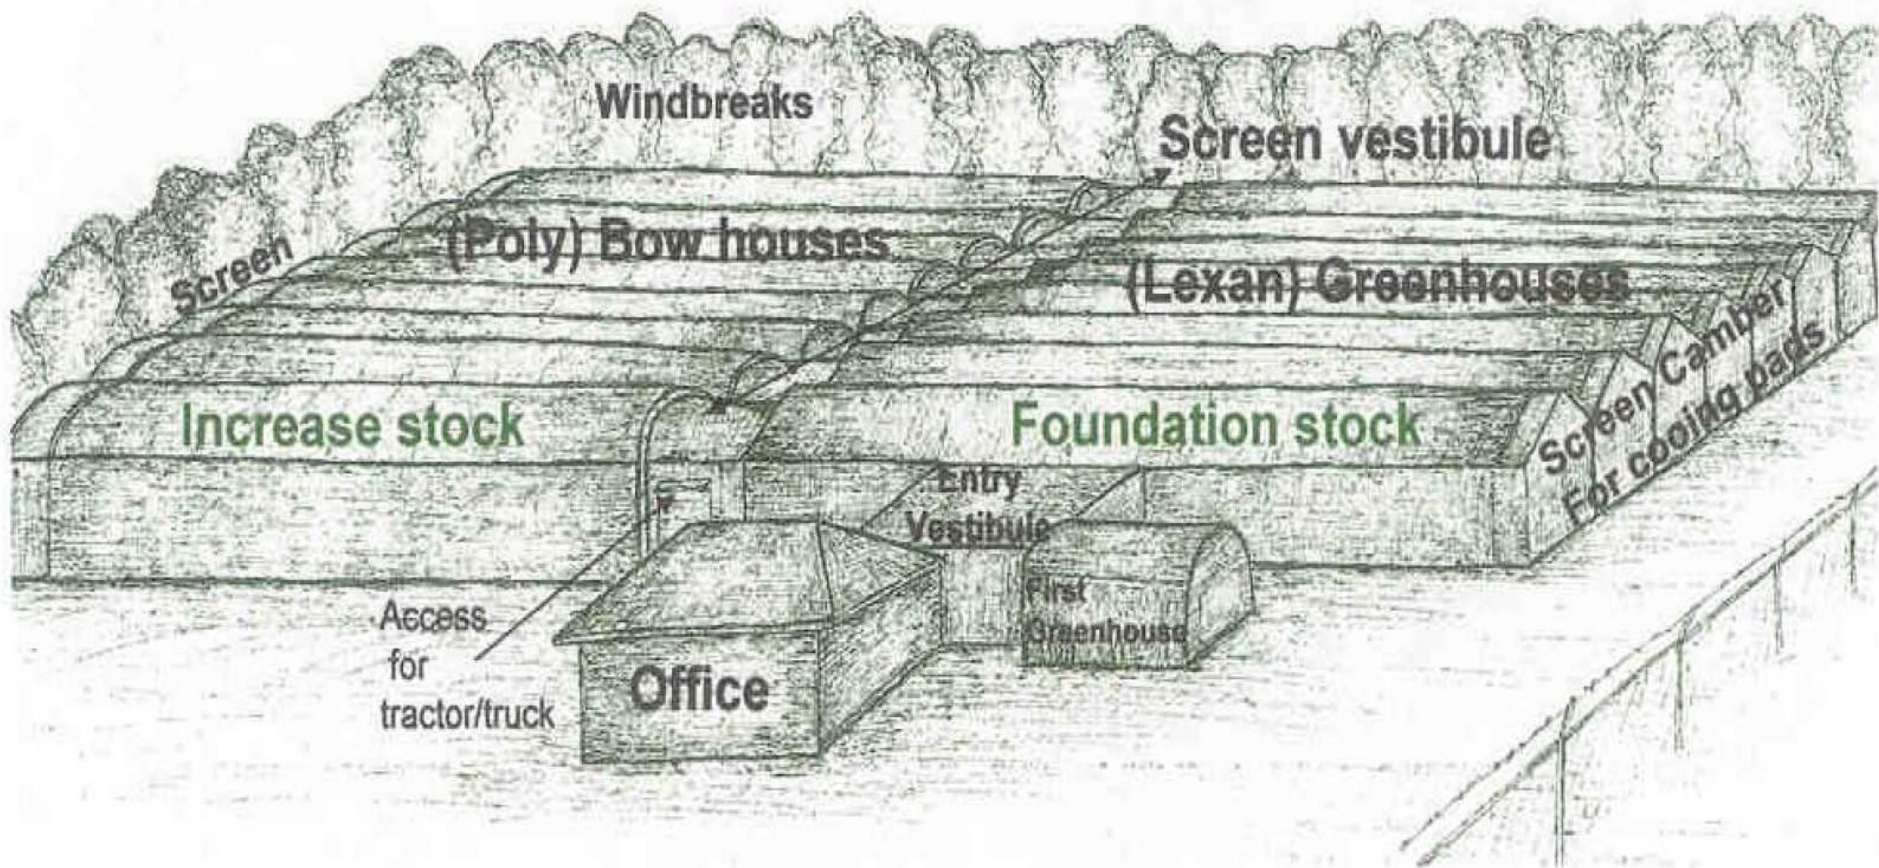 Windbreaks
Screen vestibule
Screen
(Poly) Bow houses
(Lexan) Greenhouses
Increase stock
Foundation stock
Screen Camber
For cooing pads
Entry
Vestibule
First
Greenhouse
Access
for
tractor/truck
Office